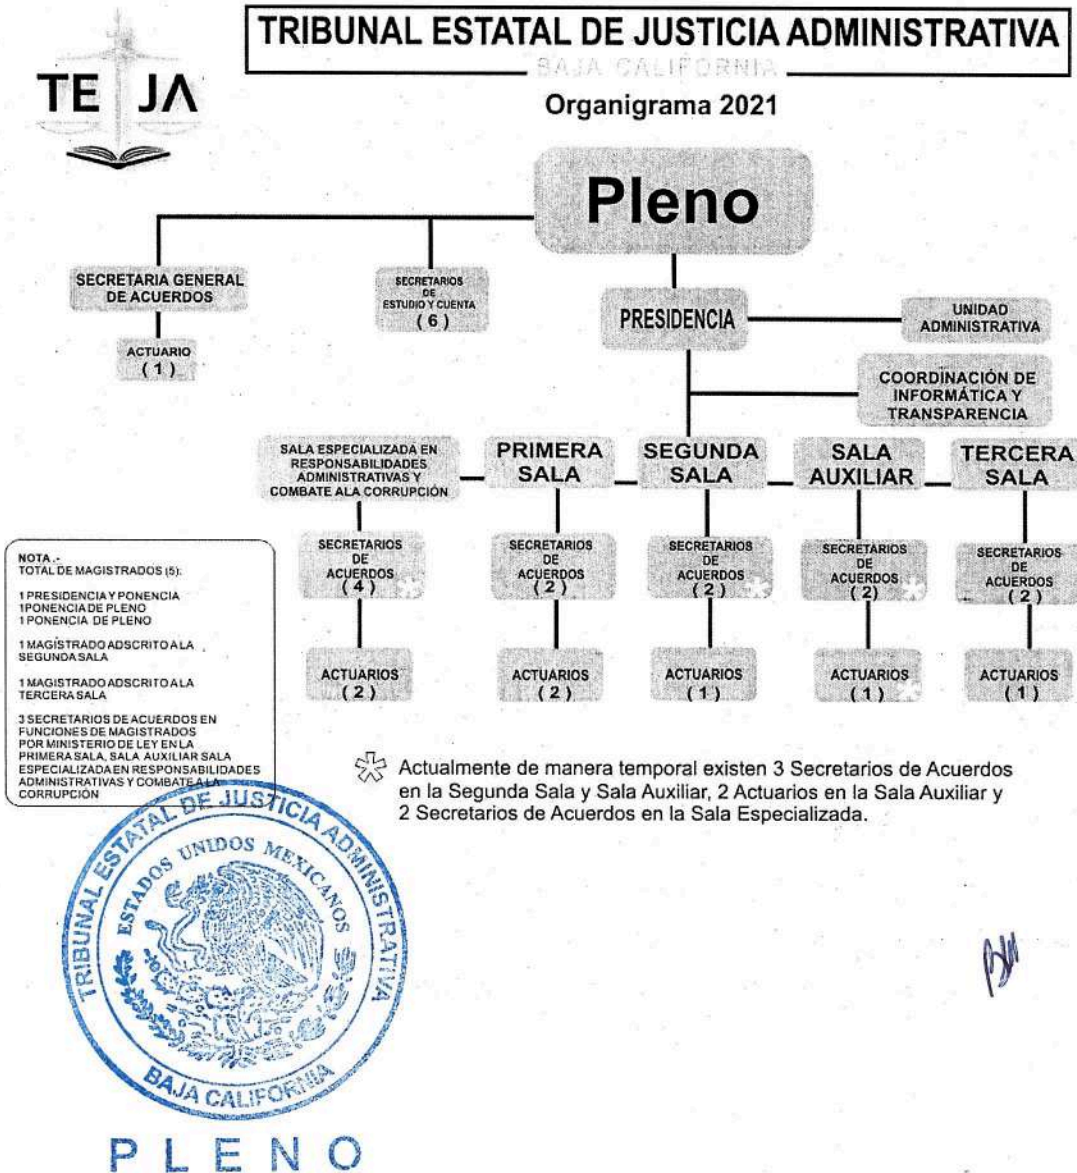 TRIBUNAL ESTATAL DE JUSTICIA ADMINISTRATIVA
BAJA CALIFORNIA
TE JA
Organigrama 2021
Pleno
SECRETARIA GENERAL
DE ACUERDOS
ACTUARIO
( 1 )
SECRETARIOS
DE
ESTUDIO Y CUENTA
( 6 )
PRESIDENCIA
UNIDAD
ADMINISTRATIVA
COORDINACIÓN DE
INFORMÁTICA Y
TRANSPARENCIA
SALA ESPECIALIZADA EN
RESPONSABILIDADES
ADMINISTRATIVAS Y
COMBATE ALA CORRUPCIÓN
PRIMERA
SALA
SEGUNDA
SALA
SALA
AUXILIAR
TERCERA
SALA
SECRETARIOS
DE
ACUERDOS
( 4 )
SECRETARIOS
DE
ACUERDOS
( 2 )
SECRETARIOS
DE
ACUERDOS
( 2 )
SECRETARIOS
DE
ACUERDOS
( 2)
SECRETARIOS
DE
ACUERDOS
( 2 )
ACTUARIOS
( 2 )
ACTUARIOS
( 2 )
ACTUARIOS
( 1 )
ACTUARIOS
( 1 )
ACTUARIOS
( 1 )
NOTA.-
TOTAL DE MAGISTRADOS (5):
1 PRESIDENCIA Y PONENCIA
1 PONENCIA DE PLENO
1 PONENCIA DE PLENO
1 MAGISTRADO ADSCRITO A LA
SEGUNDA SALA
1 MAGISTRADO ADSCRITO A LA
TERCERA SALA
3 SECRETARIOS DE ACUERDOS EN
FUNCIONES DE MAGISTRADOS
POR MINISTERIO DE LEY EN LA
PRIMERA SALA, SALA AUXILIAR SALA
ESPECIALIZADA EN RESPONSABILIDADES
ADMINISTRATIVAS Y COMBATE A LA
CORRUPCIÓN
Actualmente de manera temporal existen 3 Secretarios de Acuerdos
en la Segunda Sala y Sala Auxiliar, 2 Actuarios en la Sala Auxiliar y
2 Secretarios de Acuerdos en la Sala Especializada.
TRIBUNAL ESTATAL DE JUSTICIA ADMINISTRATIVA
ESTADOS UNIDOS MEXICANOS
BAJA CALIFORNIA
PLENO